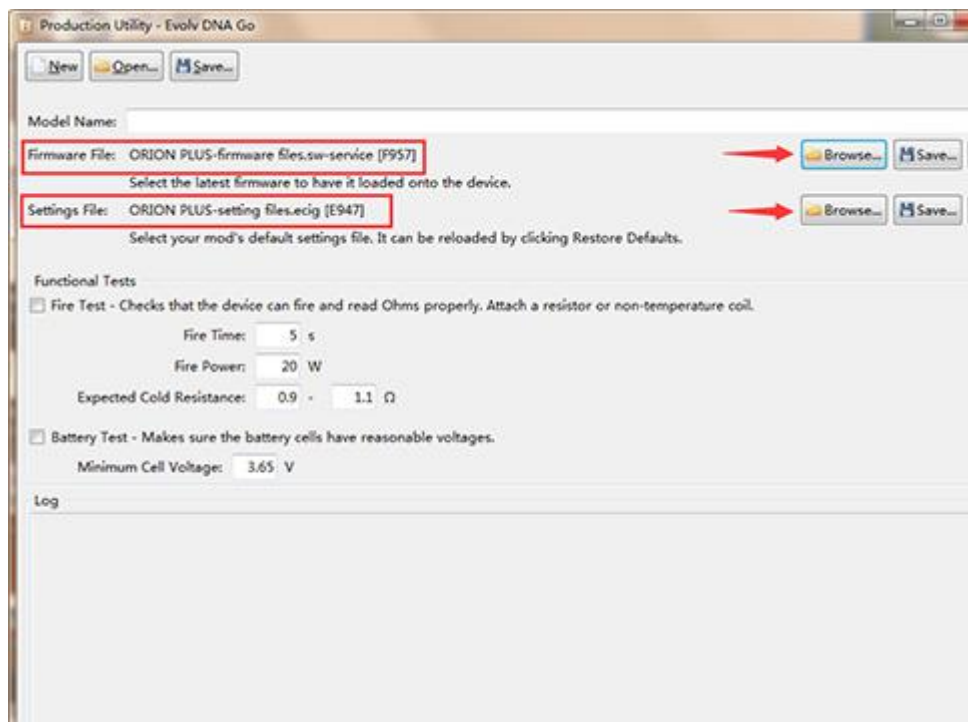 Production Utility - Evolv DNA Go
New Open... Save...
Model Name:
Firmware File: ORION PLUS-firmware files.sw-service [F957] Browse... Save...
Select the latest firmware to have it loaded onto the device.
Settings File: ORION PLUS-setting files.ecig [E947] Browse... Save...
Select your mod's default settings file. It can be reloaded by clicking Restore Defaults.
Functional Tests
Fire Test - Checks that the device can fire and read Ohms properly. Attach a resistor or non-temperature coil.
Fire Time: 5 s
Fire Power: 20 W
Expected Cold Resistance: 0.9 - 1.1 Ω
Battery Test - Makes sure the battery cells have reasonable voltages.
Minimum Cell Voltage: 3.65 V
Log